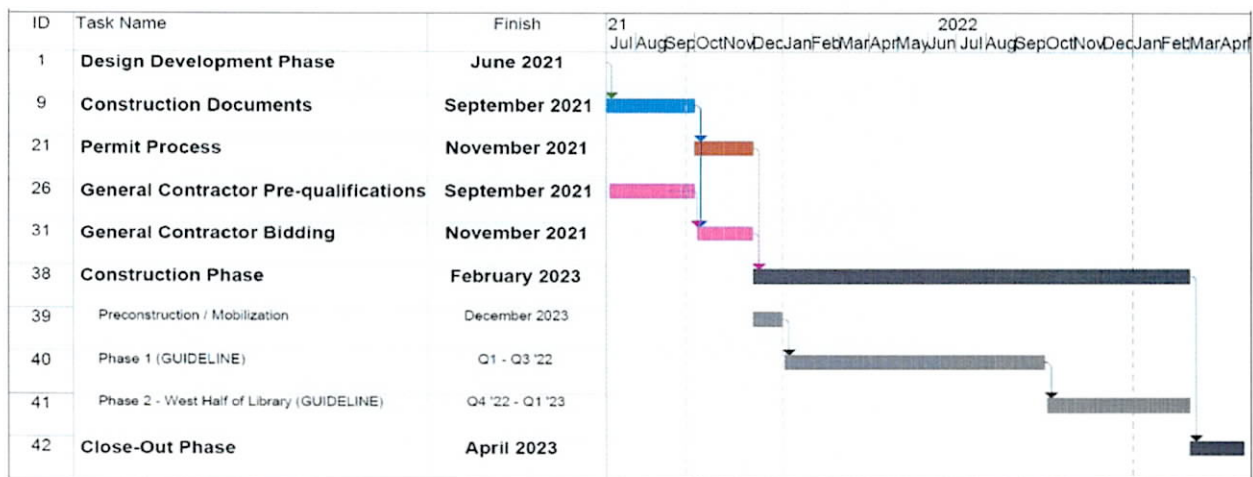 ID Task Name Finish 21 2022
Jul Aug Sep Oct Nov Dec Jan Feb Mar Apr May Jun Jul Aug Sep Oct Nov Dec Jan Feb Mar Apr
1 Design Development Phase June 2021
9 Construction Documents September 2021
21 Permit Process November 2021
26 General Contractor Pre-qualifications September 2021
31 General Contractor Bidding November 2021
38 Construction Phase February 2023
39 Preconstruction / Mobilization December 2023
40 Phase 1 (GUIDELINE) Q1 - Q3 '22
41 Phase 2 - West Half of Library (GUIDELINE) Q4 '22 - Q1 '23
42 Close-Out Phase April 2023